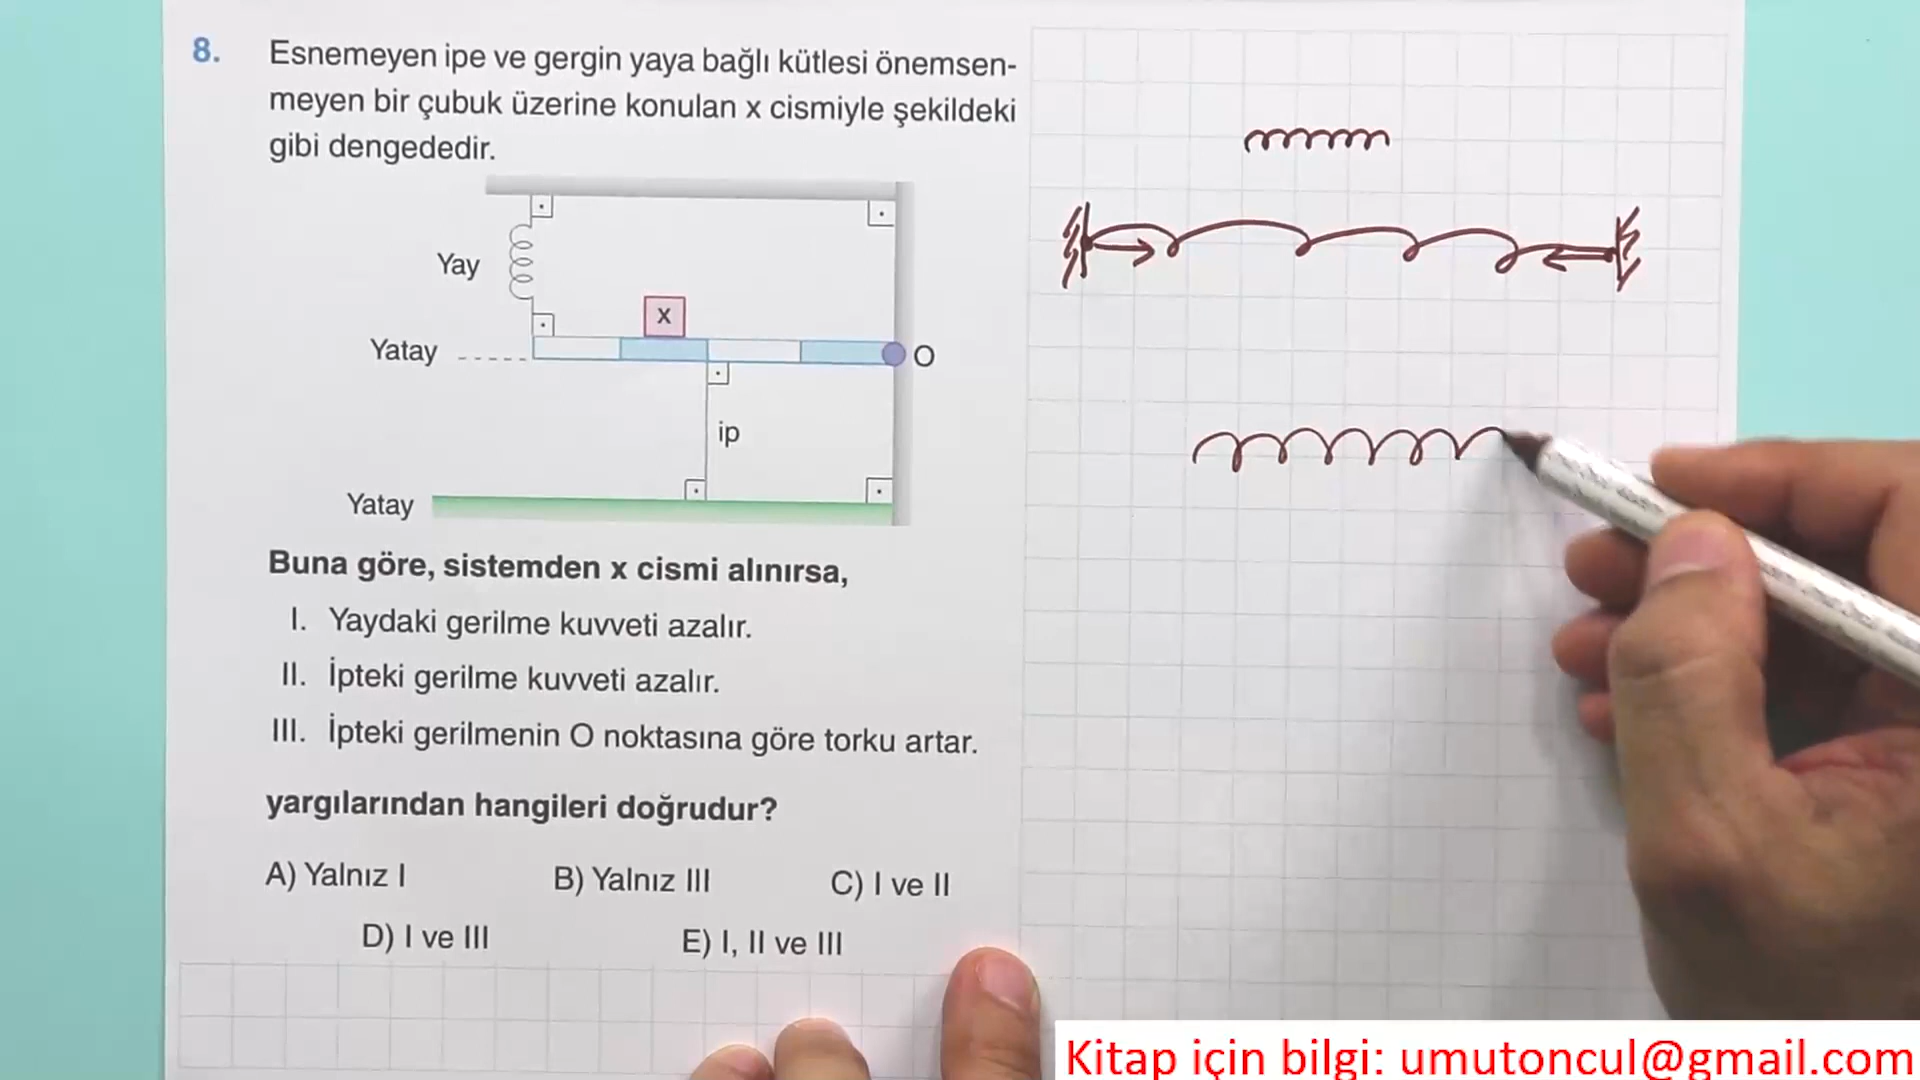 8. Esnemeyen ipe ve gergin yaya bağlı kütlesi önemsen-
meyen bir çubuk üzerine konulan x cismiyle şekildeki
gibi dengededir.
Yay
x
Yatay
O
ip
Yatay
Buna göre, sistemden x cismi alınırsa,
I. Yaydaki gerilme kuvveti azalır.
II. İpteki gerilme kuvveti azalır.
III. İpteki gerilmenin O noktasına göre torku artar.
yargılarından hangileri doğrudur?
A) Yalnız I B) Yalnız III C) I ve II
D) I ve III E) I, II ve III
Kitap için bilgi: umutoncul@gmail.com